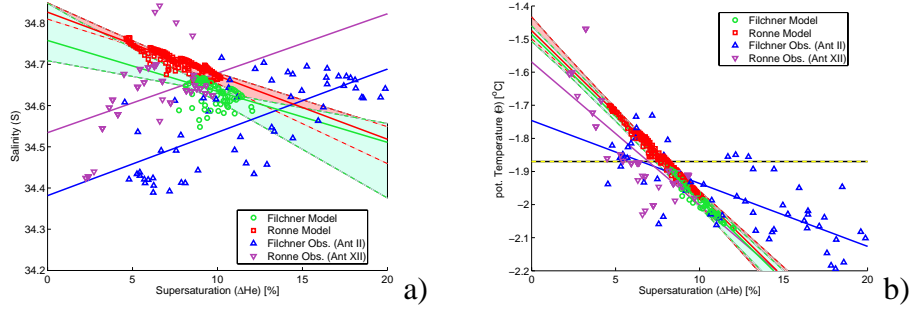 34.8
34.7
34.6
34.5
34.4
34.3
34.2
Salinity (S)
0 5 10 15 20
Supersaturation (ΔHe) [%]
Filchner Model
Ronne Model
Filchner Obs. (Ant II)
Ronne Obs. (Ant XII)
a)
−1.4
−1.5
−1.6
−1.7
−1.8
−1.9
−2
−2.1
−2.2
pot. Temperature (Θ) [°C]
0 5 10 15 20
Supersaturation (ΔHe) [%]
Filchner Model
Ronne Model
Filchner Obs. (Ant II)
Ronne Obs. (Ant XII)
b)